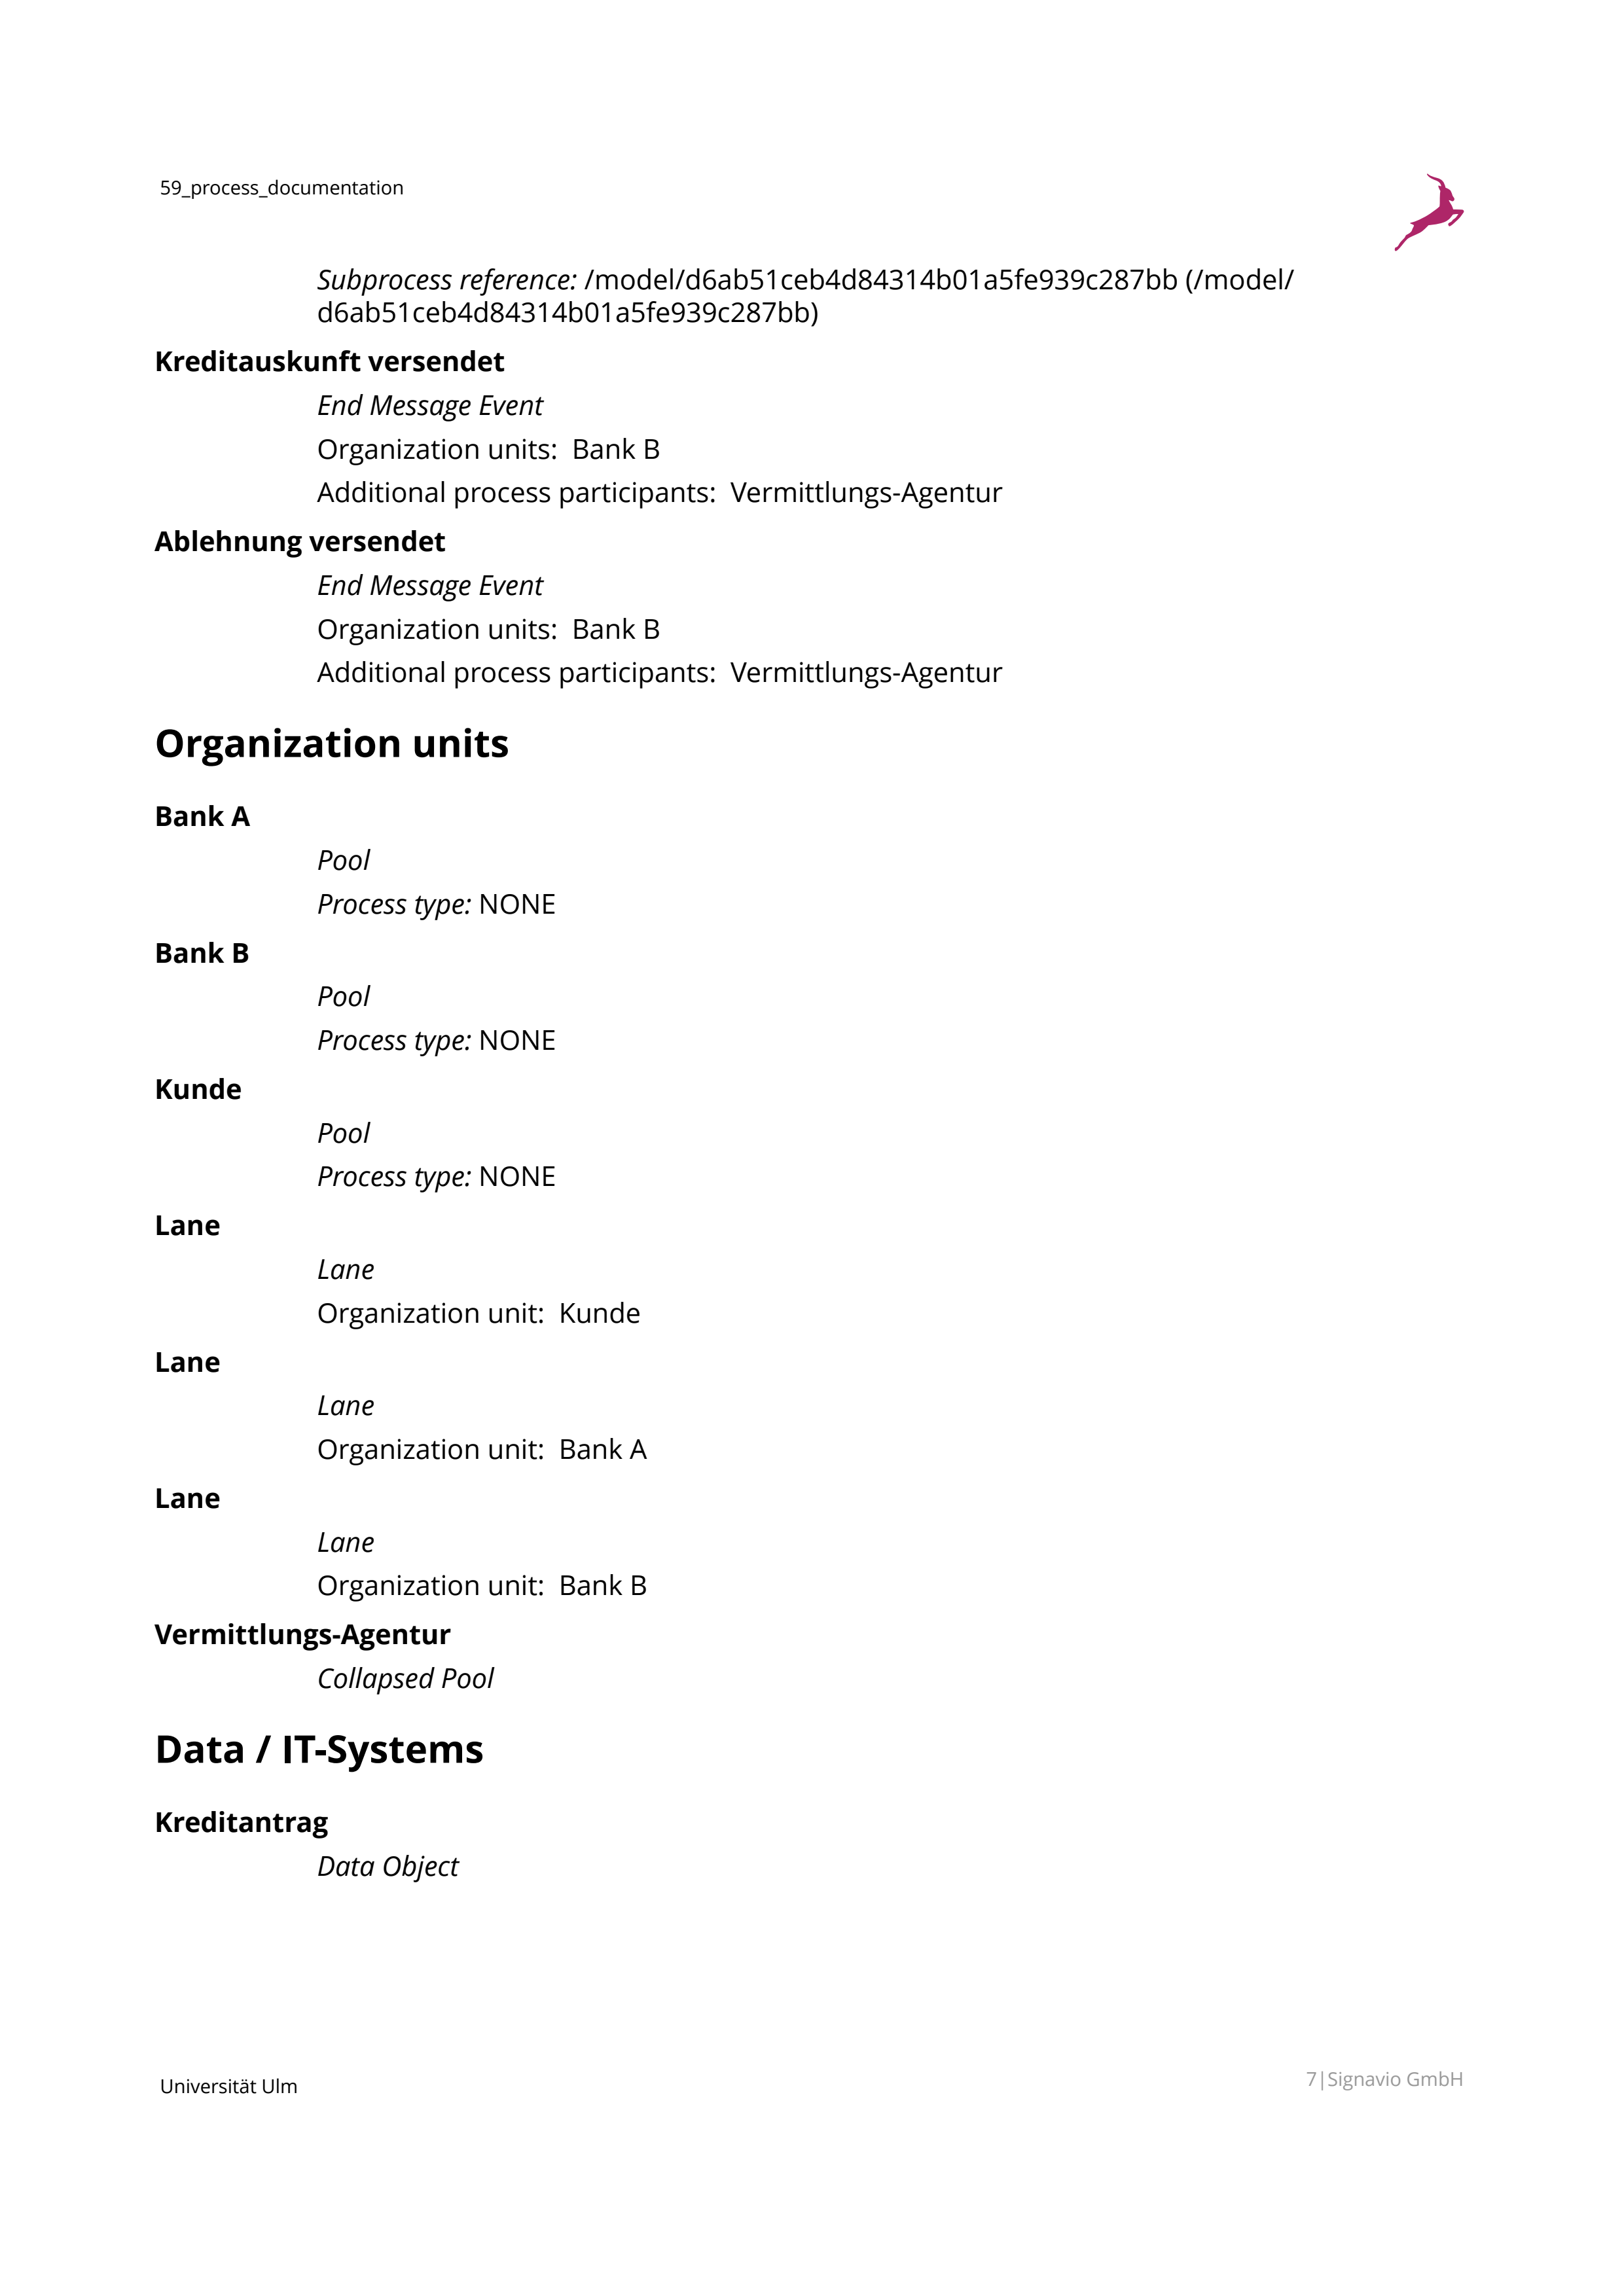 59_process_documentation
Subprocess reference: /model/d6ab51ceb4d84314b01a5fe939c287bb (/model/
d6ab51ceb4d84314b01a5fe939c287bb)
Kreditauskunft versendet
End Message Event
Organization units: Bank B
Additional process participants: Vermittlungs-Agentur
Ablehnung versendet
End Message Event
Organization units: Bank B
Additional process participants: Vermittlungs-Agentur
Organization units
Bank A
Pool
Process type: NONE
Bank B
Pool
Process type: NONE
Kunde
Pool
Process type: NONE
Lane
Lane
Organization unit: Kunde
Lane
Lane
Organization unit: Bank A
Lane
Lane
Organization unit: Bank B
Vermittlungs-Agentur
Collapsed Pool
Data / IT-Systems
Kreditantrag
Data Object
Universität Ulm
7|Signavio GmbH